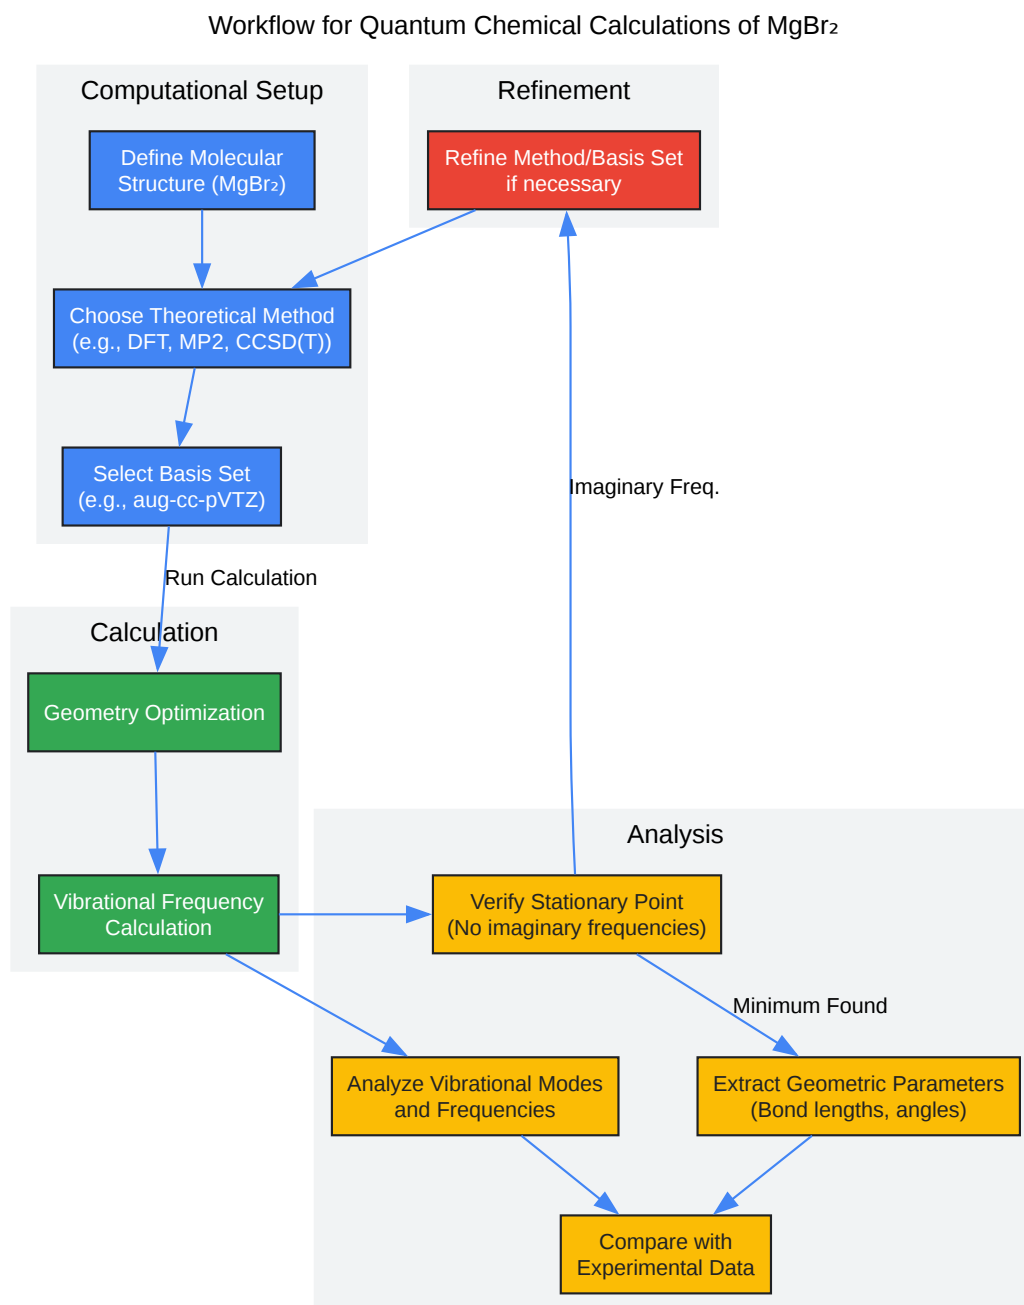 Workflow for Quantum Chemical Calculations of MgBr₂
Computational Setup
Define Molecular
Structure (MgBr₂)
Choose Theoretical Method
(e.g., DFT, MP2, CCSD(T))
Select Basis Set
(e.g., aug-cc-pVTZ)
Refinement
Refine Method/Basis Set
if necessary
Imaginary Freq.
Run Calculation
Calculation
Geometry Optimization
Vibrational Frequency
Calculation
Analysis
Verify Stationary Point
(No imaginary frequencies)
Minimum Found
Analyze Vibrational Modes
and Frequencies
Extract Geometric Parameters
(Bond lengths, angles)
Compare with
Experimental Data